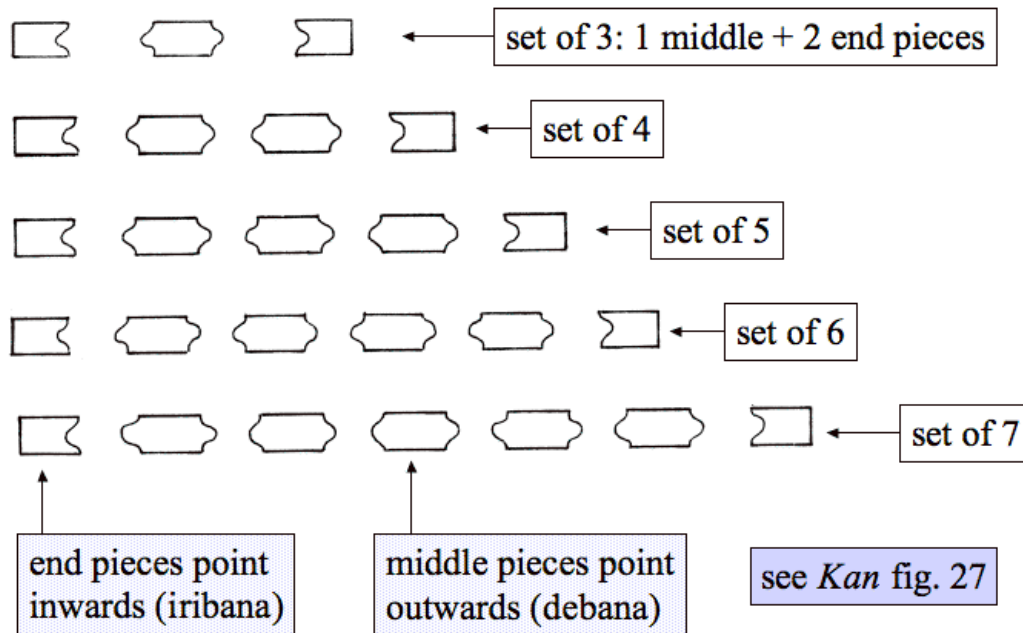 set of 3: 1 middle + 2 end pieces
set of 4
set of 5
set of 6
set of 7
end pieces point
inwards (iribana)
middle pieces point
outwards (debana)
see Kan fig. 27